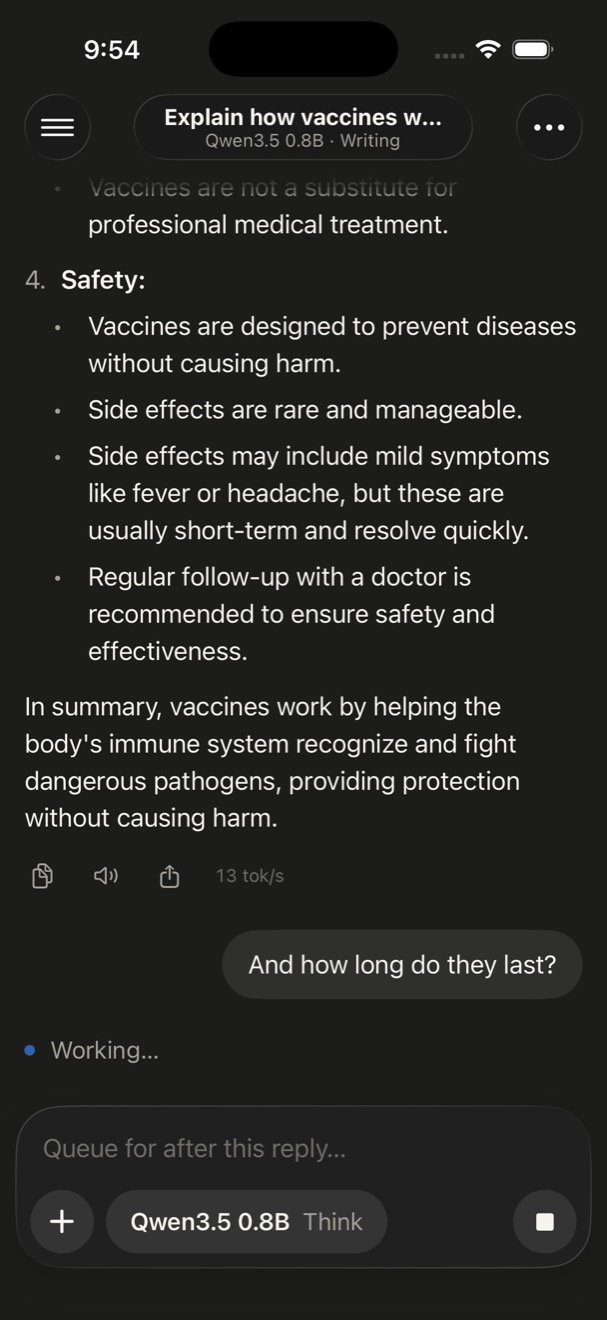 9:54
Explain how vaccines w...
Qwen3.5 0.8B · Writing
Vaccines are not a substitute for
professional medical treatment.
4. Safety:
• Vaccines are designed to prevent diseases
without causing harm.
• Side effects are rare and manageable.
• Side effects may include mild symptoms
like fever or headache, but these are
usually short-term and resolve quickly.
• Regular follow-up with a doctor is
recommended to ensure safety and
effectiveness.
In summary, vaccines work by helping the
body's immune system recognize and fight
dangerous pathogens, providing protection
without causing harm.
13 tok/s
And how long do they last?
Working...
Queue for after this reply...
Qwen3.5 0.8B Think